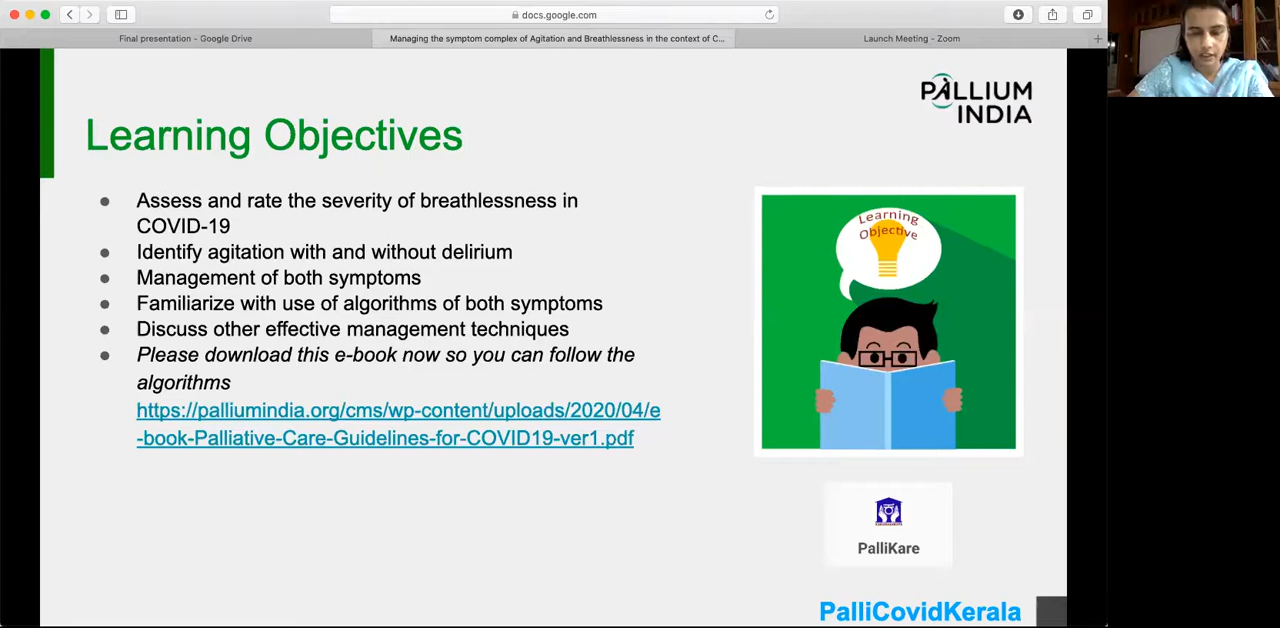 docs.google.com
Final presentation - Google Drive
Managing the symptom complex of Agitation and Breathlessness in the context of C...
Launch Meeting - Zoom
PALLIUM
INDIA
Learning Objectives
Assess and rate the severity of breathlessness in
COVID-19
Identify agitation with and without delirium
Management of both symptoms
Familiarize with use of algorithms of both symptoms
Discuss other effective management techniques
Please download this e-book now so you can follow the
algorithms
https://palliumindia.org/cms/wp-content/uploads/2020/04/e
-book-Palliative-Care-Guidelines-for-COVID19-ver1.pdf
Learning
Objective
PalliKare
PalliCovidKerala